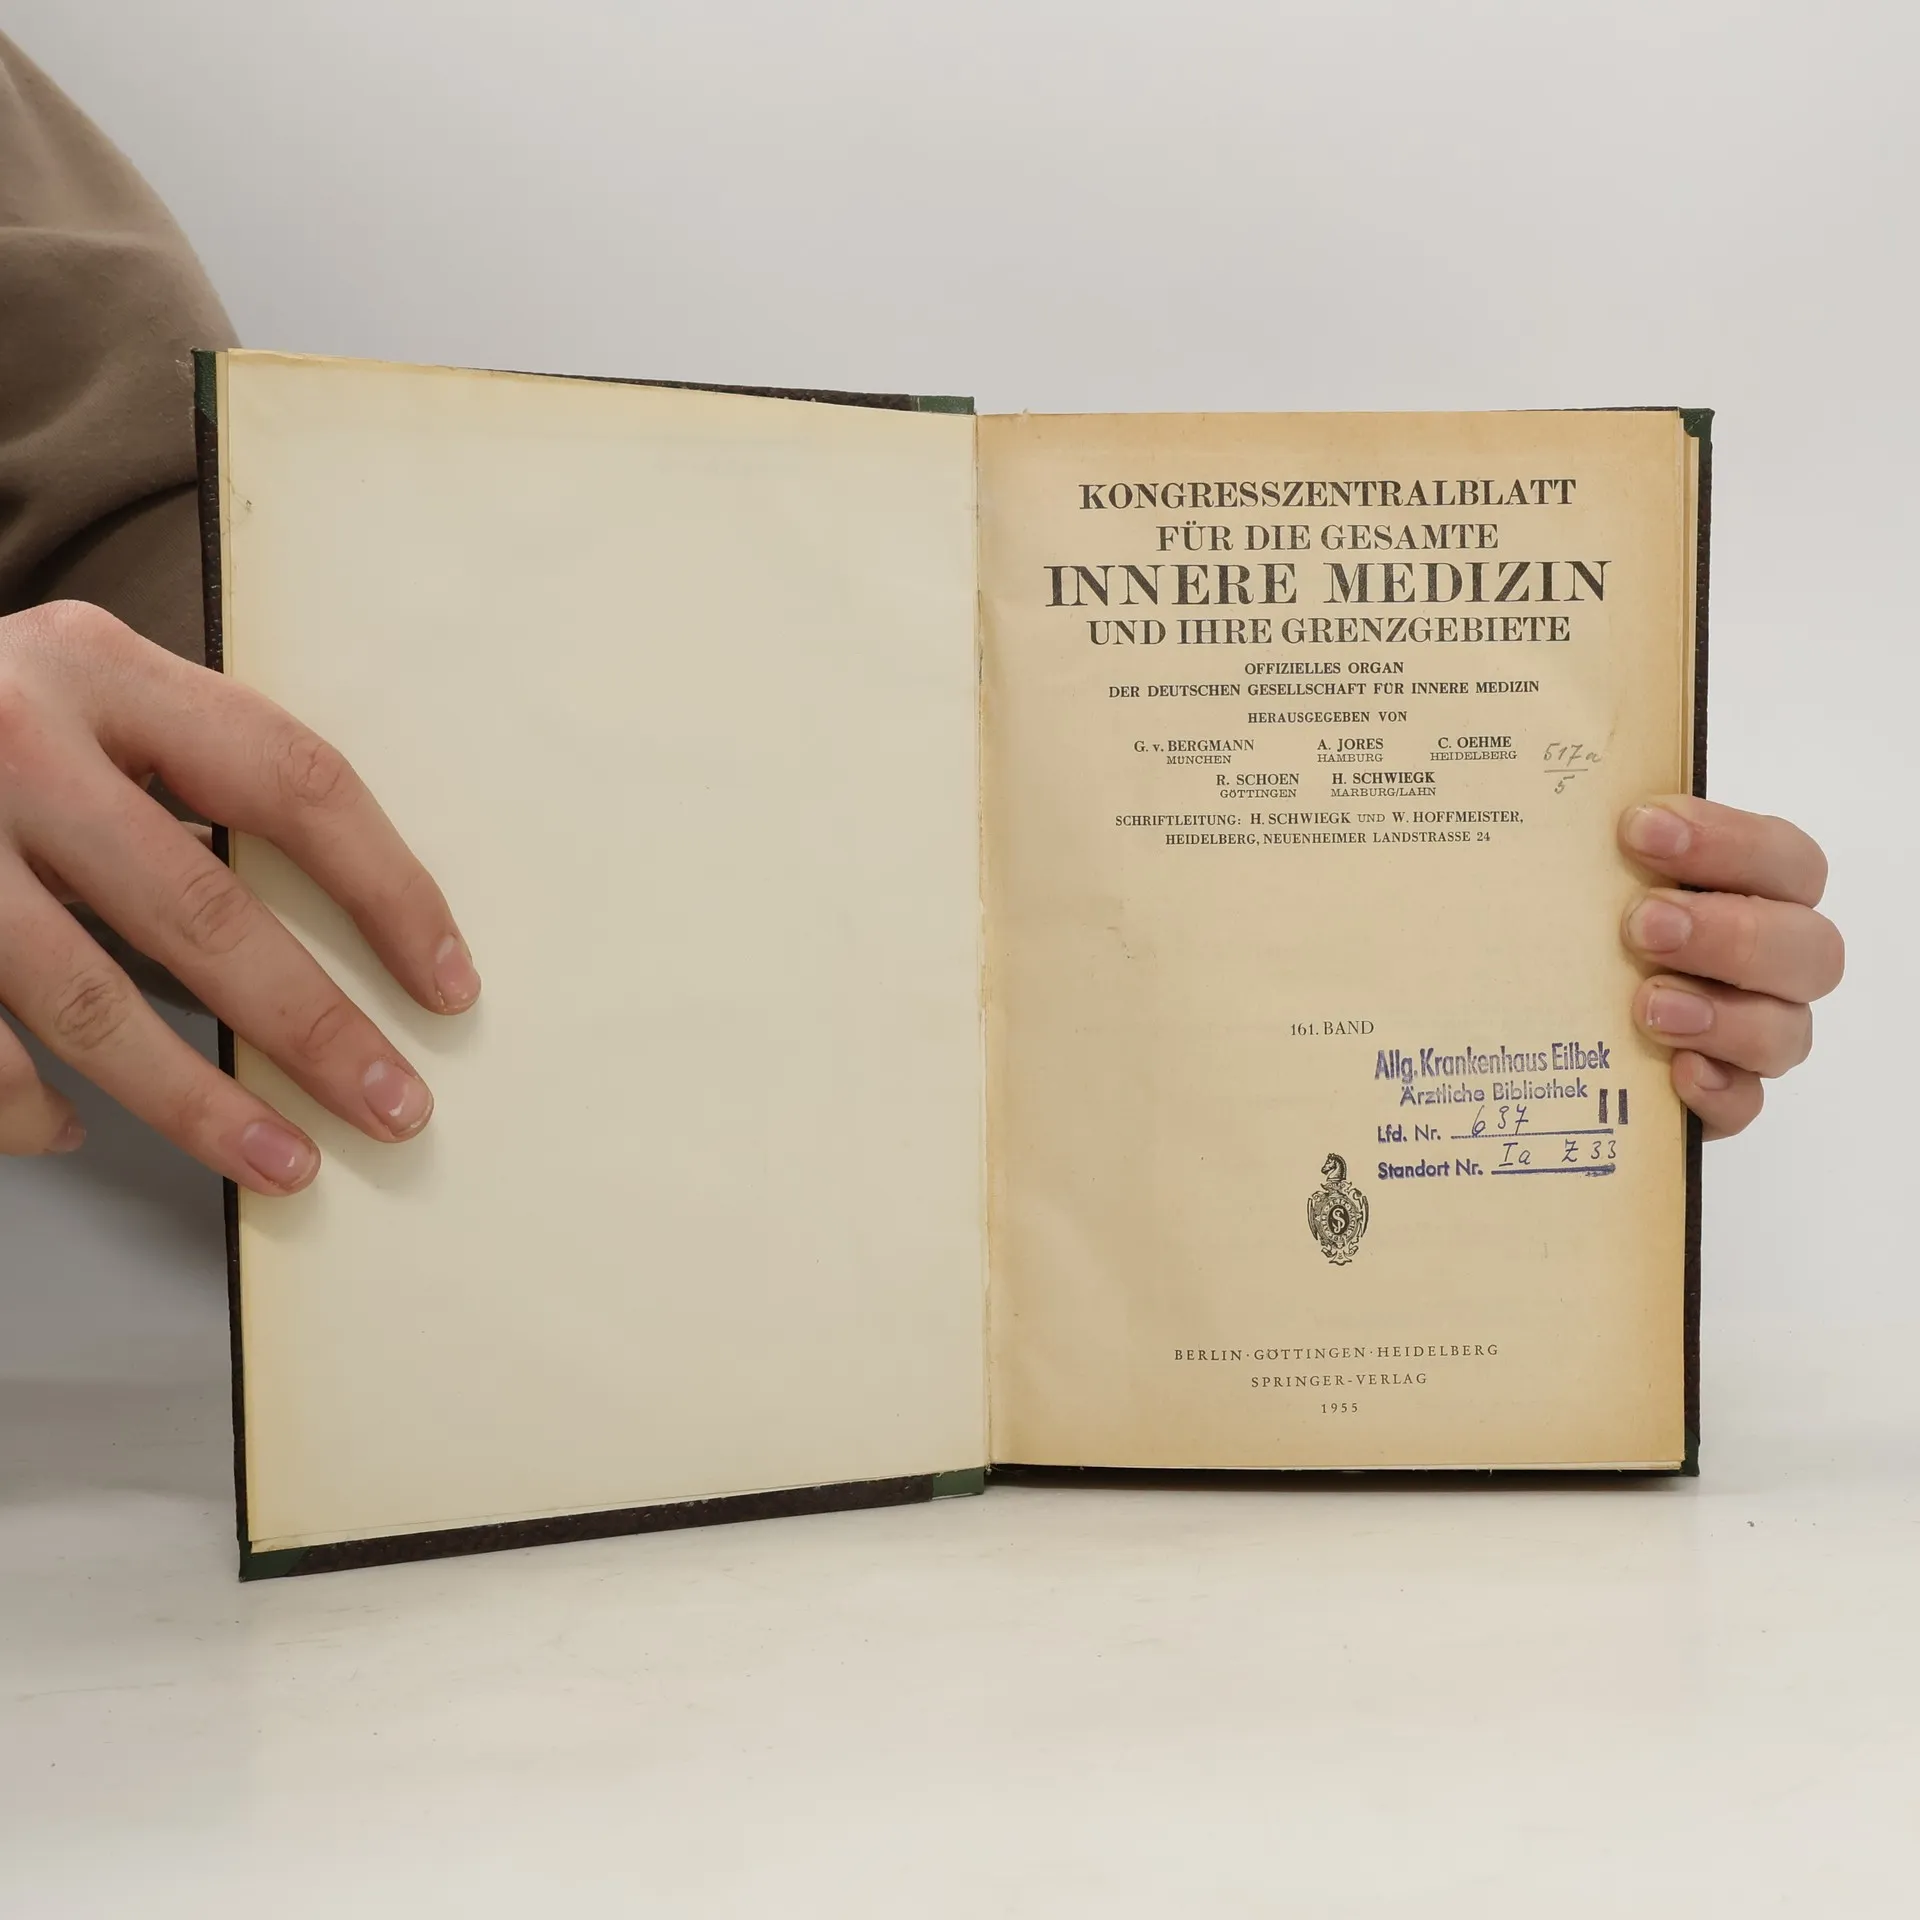 KONGRESSZENTRALBLATT
FÜR DIE GESAMTE
INNERE MEDIZIN
UND IHRE GRENZGEBIETE
OFFIZIELLES ORGAN
DER DEUTSCHEN GESELLSCHAFT FÜR INNERE MEDIZIN
HERAUSGEGEBEN VON
G. v. BERGMANN A. JORES C. OEHME
MÜNCHEN HAMBURG HEIDELBERG
517a
5
R. SCHOEN H. SCHWIEGK
GÖTTINGEN MARBURG/LAHN
SCHRIFTLEITUNG: H. SCHWIEGK UND W. HOFFMEISTER,
HEIDELBERG, NEUENHEIMER LANDSTRASSE 24
161. BAND
Allg. Krankenhaus Eilbek
Ärztliche Bibliothek II
Lfd. Nr. 637
Standort Nr. Ia Z 33
BERLIN · GÖTTINGEN · HEIDELBERG
SPRINGER-VERLAG
1955